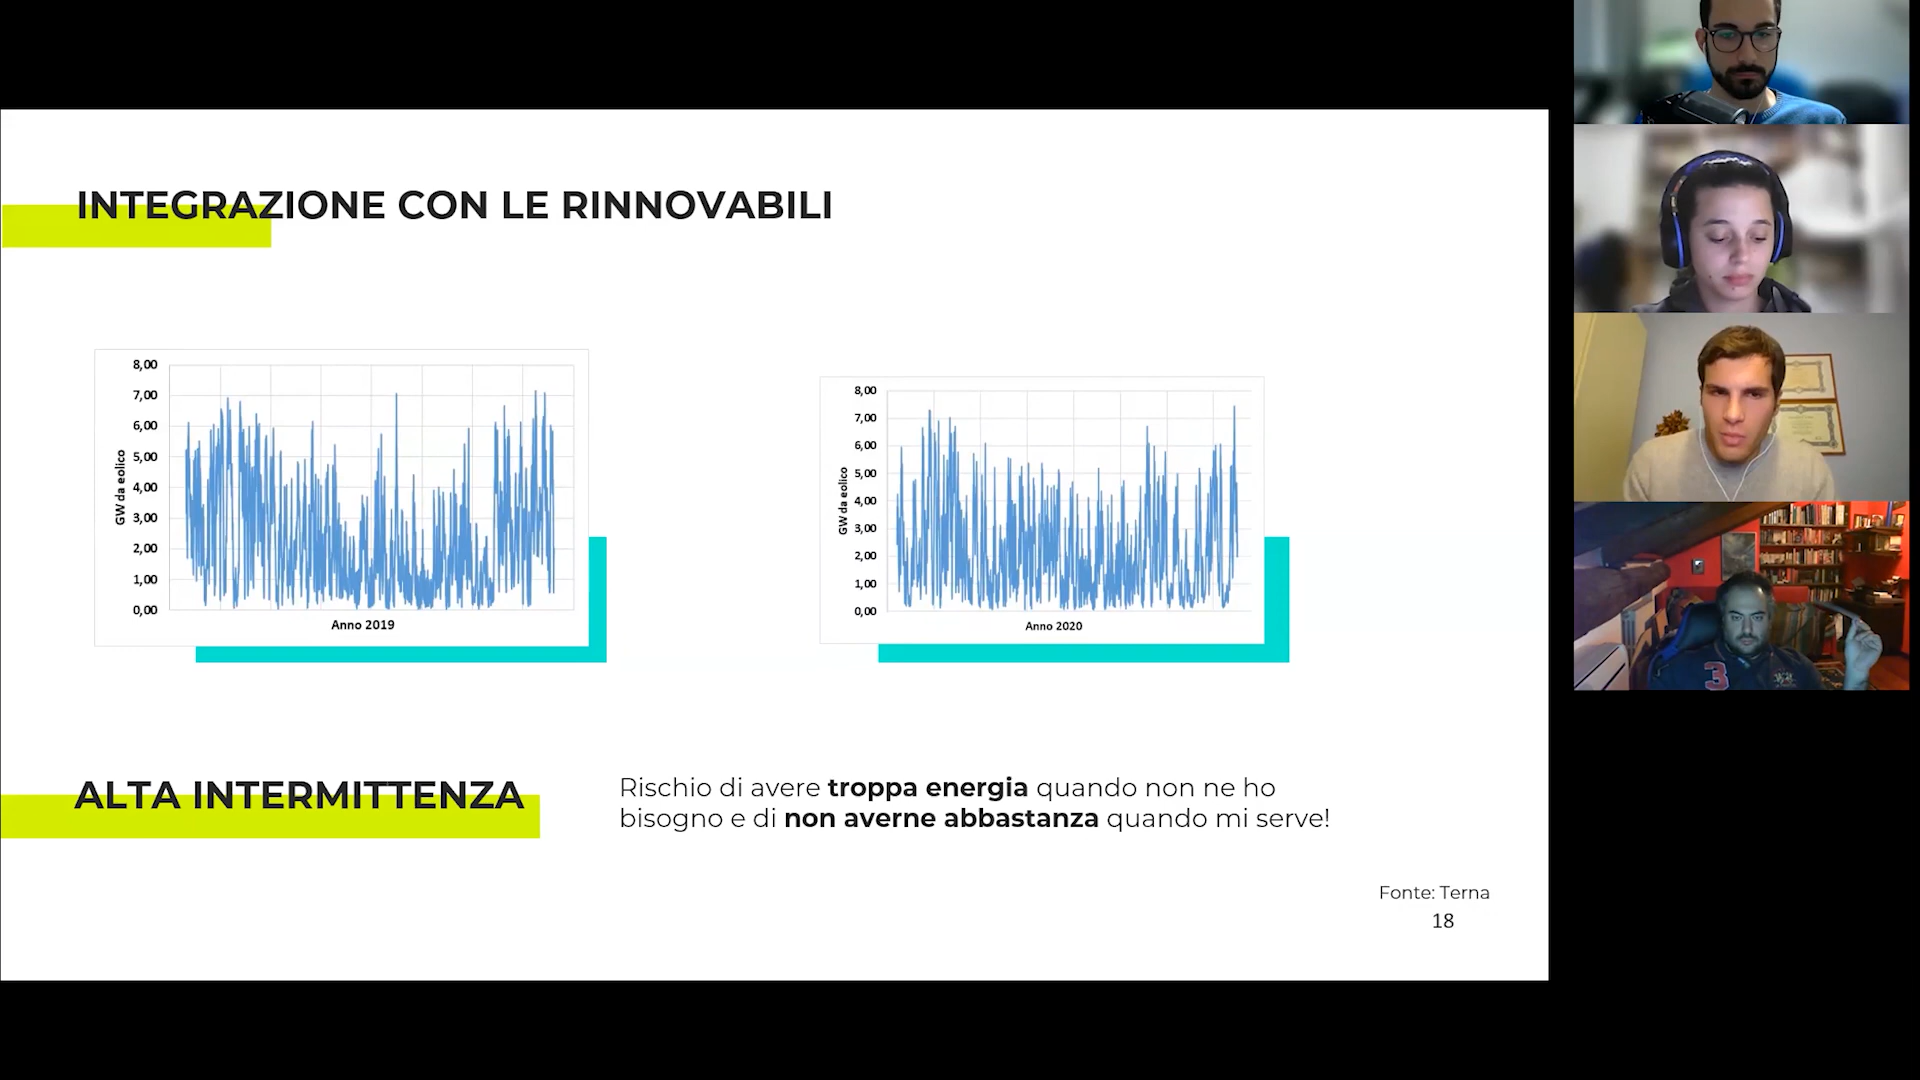 INTEGRAZIONE CON LE RINNOVABILI
8,00
7,00
6,00
5,00
4,00
3,00
2,00
1,00
0,00
GW da eolico
Anno 2019
8,00
7,00
6,00
5,00
4,00
3,00
2,00
1,00
0,00
GW da eolico
Anno 2020
ALTA INTERMITTENZA
Rischio di avere troppa energia quando non ne ho
bisogno e di non averne abbastanza quando mi serve!
Fonte: Terna
18
3